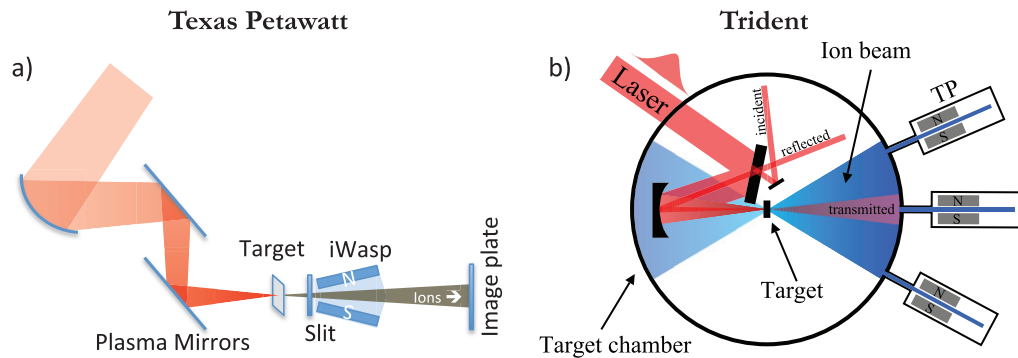 Texas Petawatt
Trident
a)
Target
iWasp
N
S
Ions
Slit
Plasma Mirrors
Image plate
b)
Ion beam
Laser
incident
reflected
TP
N
S
transmitted
N
S
N
S
Target
Target chamber